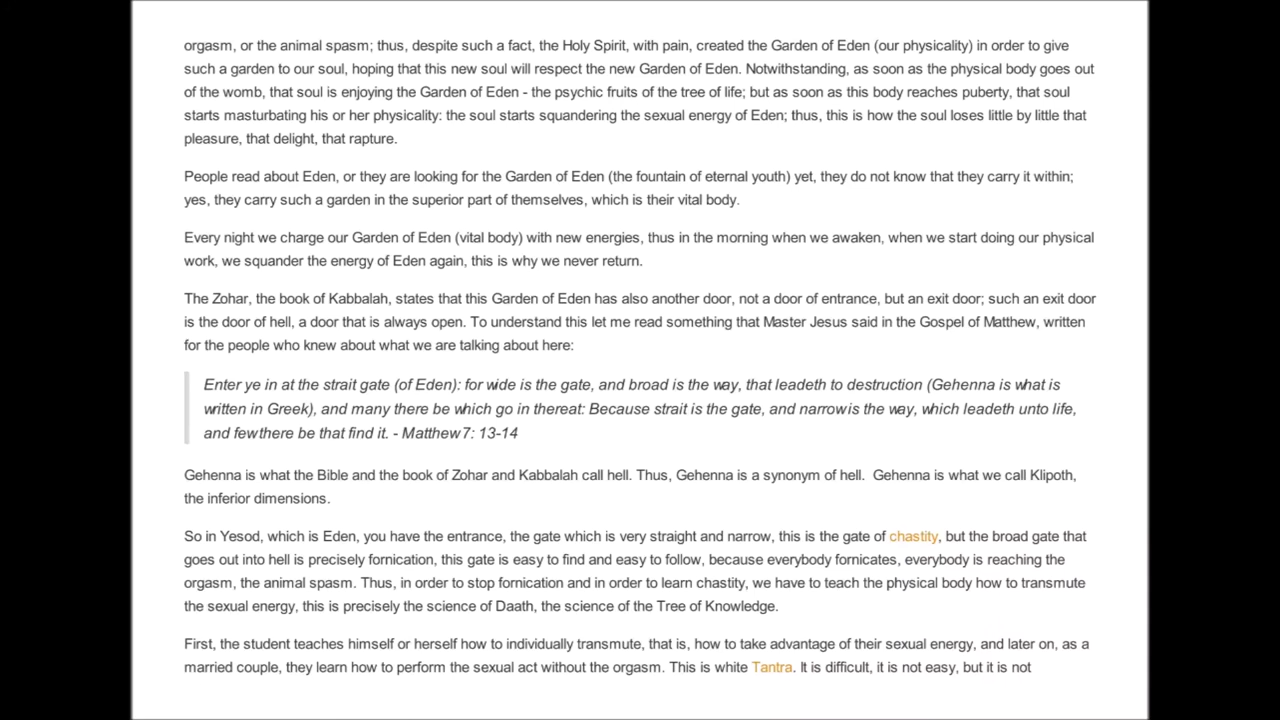 orgasm, or the animal spasm; thus, despite such a fact, the Holy Spirit, with pain, created the Garden of Eden (our physicality) in order to give
such a garden to our soul, hoping that this new soul will respect the new Garden of Eden. Notwithstanding, as soon as the physical body goes out
of the womb, that soul is enjoying the Garden of Eden - the psychic fruits of the tree of life; but as soon as this body reaches puberty, that soul
starts masturbating his or her physicality: the soul starts squandering the sexual energy of Eden; thus, this is how the soul loses little by little that
pleasure, that delight, that rapture.
People read about Eden, or they are looking for the Garden of Eden (the fountain of eternal youth) yet, they do not know that they carry it within;
yes, they carry such a garden in the superior part of themselves, which is their vital body.
Every night we charge our Garden of Eden (vital body) with new energies, thus in the morning when we awaken, when we start doing our physical
work, we squander the energy of Eden again, this is why we never return.
The Zohar, the book of Kabbalah, states that this Garden of Eden has also another door, not a door of entrance, but an exit door; such an exit door
is the door of hell, a door that is always open. To understand this let me read something that Master Jesus said in the Gospel of Matthew, written
for the people who knew about what we are talking about here:
Enter ye in at the strait gate (of Eden): for wide is the gate, and broad is the way, that leadeth to destruction (Gehenna is what is
written in Greek), and many there be which go in thereat: Because strait is the gate, and narrow is the way, which leadeth unto life,
and few there be that find it. - Matthew 7: 13-14
Gehenna is what the Bible and the book of Zohar and Kabbalah call hell. Thus, Gehenna is a synonym of hell.  Gehenna is what we call Klipoth,
the inferior dimensions.
So in Yesod, which is Eden, you have the entrance, the gate which is very straight and narrow, this is the gate of chastity, but the broad gate that
goes out into hell is precisely fornication, this gate is easy to find and easy to follow, because everybody fornicates, everybody is reaching the
orgasm, the animal spasm. Thus, in order to stop fornication and in order to learn chastity, we have to teach the physical body how to transmute
the sexual energy, this is precisely the science of Daath, the science of the Tree of Knowledge.
First, the student teaches himself or herself how to individually transmute, that is, how to take advantage of their sexual energy, and later on, as a
married couple, they learn how to perform the sexual act without the orgasm. This is white Tantra. It is difficult, it is not easy, but it is not